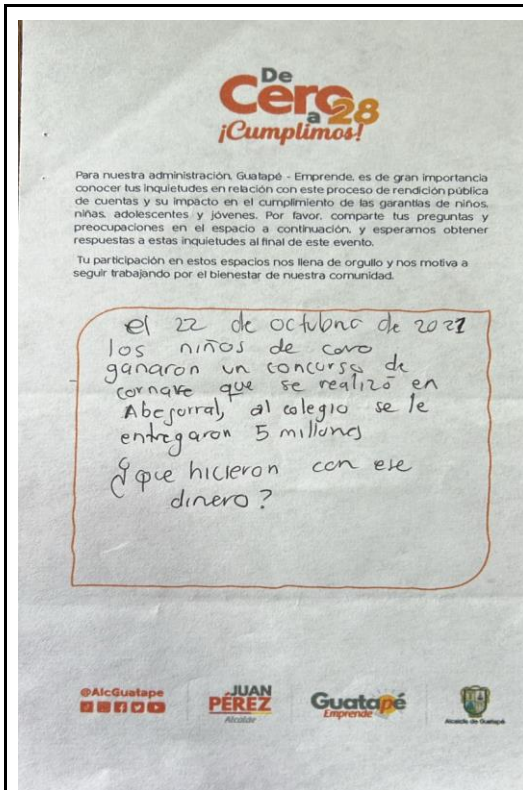 De
Cero
a 28
¡Cumplimos!
Para nuestra administración, Guatapé - Emprende, es de gran importancia
conocer tus inquietudes en relación con este proceso de rendición pública
de cuentas y su impacto en el cumplimiento de las garantías de niños,
niñas, adolescentes y jóvenes. Por favor, comparte tus preguntas y
preocupaciones en el espacio a continuación, y esperamos obtener
respuestas a estas inquietudes al final de este evento.
Tu participación en estos espacios nos llena de orgullo y nos motiva a
seguir trabajando por el bienestar de nuestra comunidad.
el 22 de octubre de 2021
los niños de coro
ganaron un concurso de
cornare que se realizó en
Abejorral, al colegio se le
entregaron 5 millones
¿que hicieron con ese
dinero?
@AlcGuatape
JUAN
PÉREZ
Alcalde
Guatapé
Emprende
Alcaldía de Guatapé